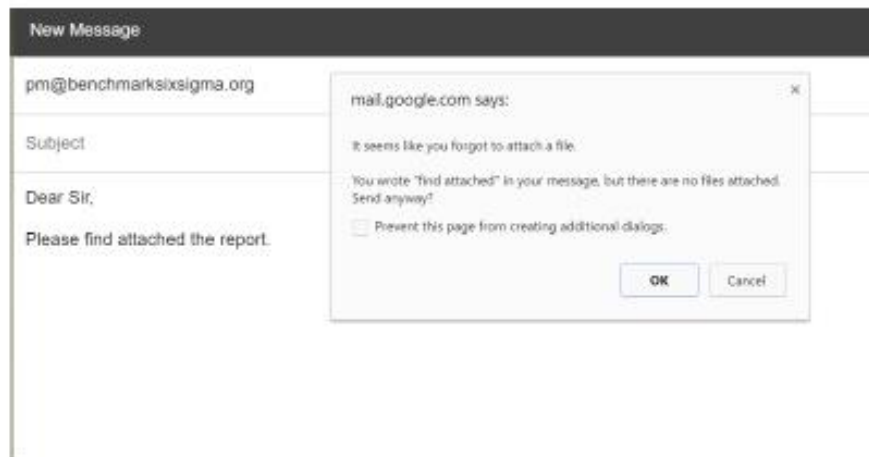 New Message
pm@benchmarksixsigma.org
Subject
Dear Sir,
Please find attached the report.
mail.google.com says:
It seems like you forgot to attach a file.
You wrote "find attached" in your message, but there are no files attached.
Send anyway?
Prevent this page from creating additional dialogs.
OK
Cancel